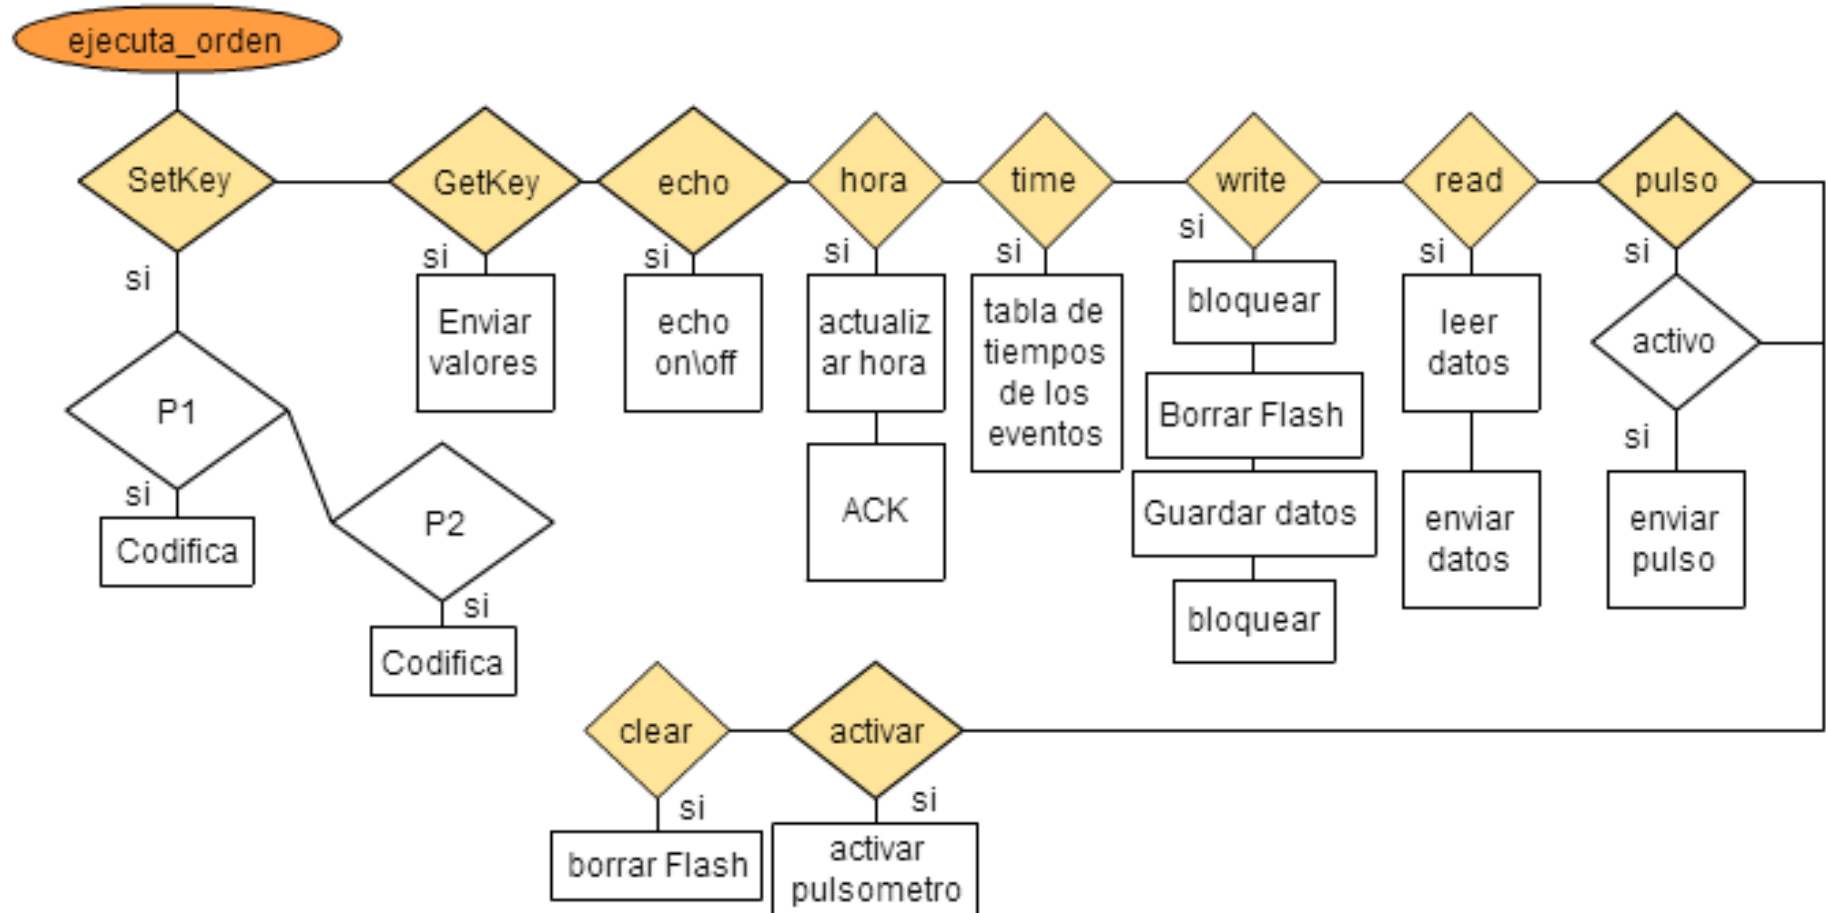 ejecuta_orden
SetKey
GetKey
echo
hora
time
write
read
pulso
si
si
si
si
si
si
si
si
P1
si
Codifica
P2
si
Codifica
Enviar
valores
echo
on\off
actualiz
ar hora
ACK
tabla de
tiempos
de los
eventos
bloquear
Borrar Flash
Guardar datos
bloquear
leer
datos
enviar
datos
activo
si
enviar
pulso
clear
activar
si
si
borrar Flash
activar
pulsometro